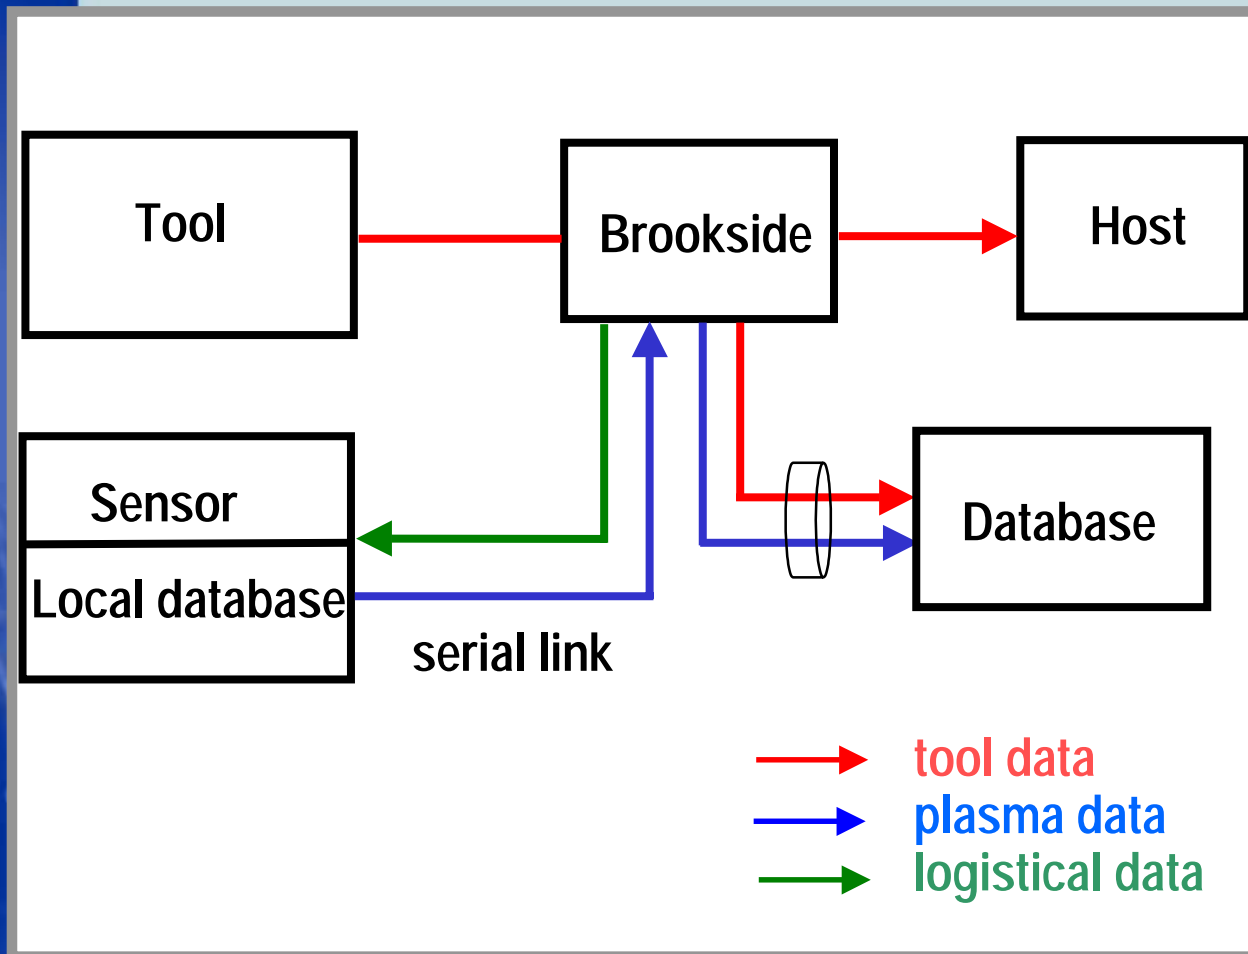 Tool
Brookside
Host
Sensor
Local database
Database
serial link
tool data
plasma data
logistical data